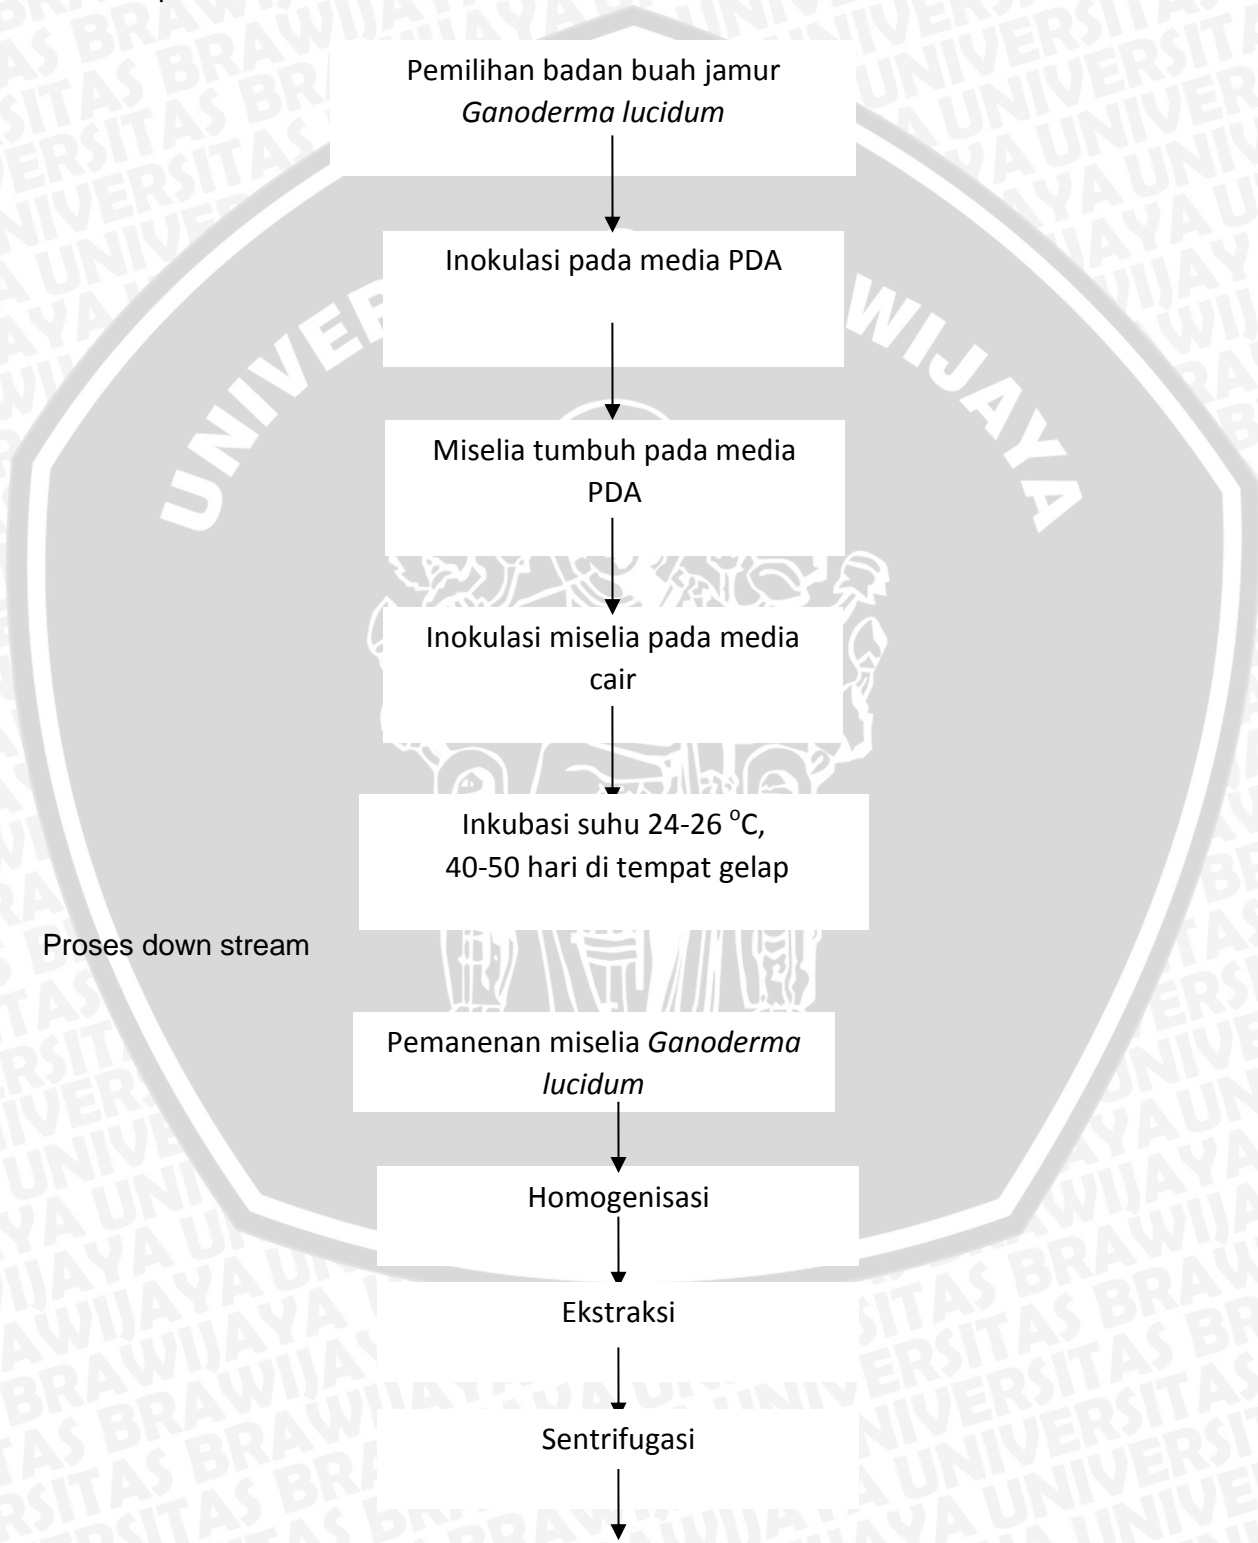 Pemilihan badan buah jamur
Ganoderma lucidum
Inokulasi pada media PDA
Miselia tumbuh pada media
PDA
Inokulasi miselia pada media
cair
Inkubasi suhu 24-26 °C,
40-50 hari di tempat gelap
Proses down stream
Pemanenan miselia Ganoderma
lucidum
Homogenisasi
Ekstraksi
Sentrifugasi